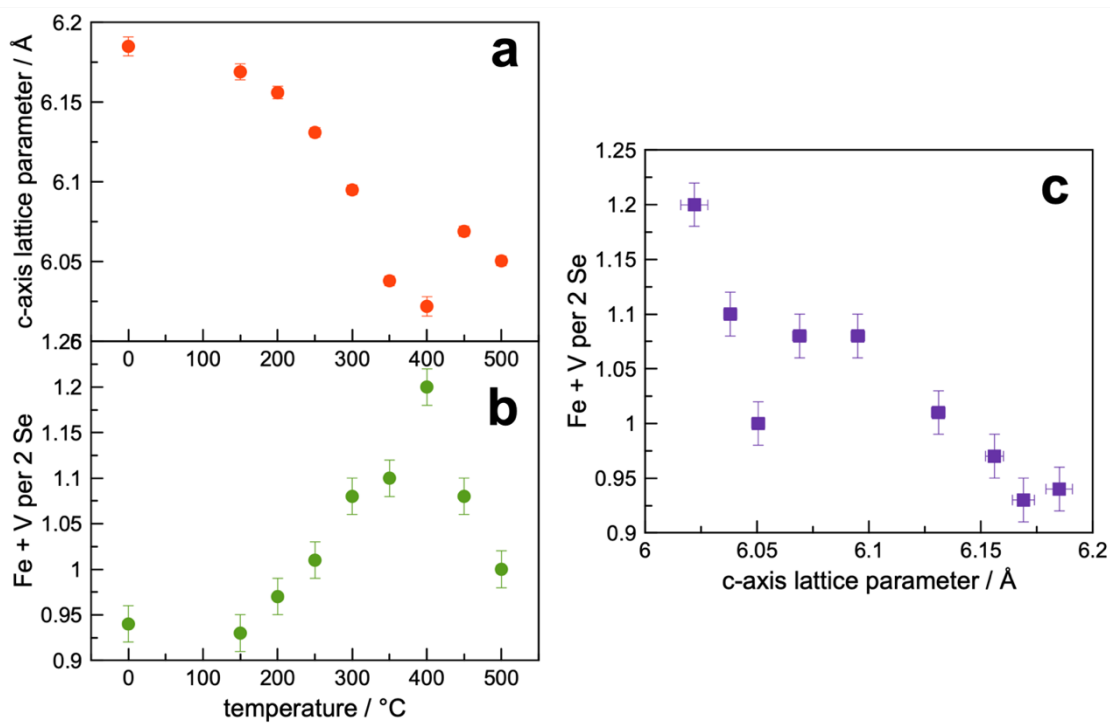 a
c-axis lattice parameter / Å
6.2
6.15
6.1
6.05
0 100 200 300 400 500
b
Fe + V per 2 Se
1.25
1.2
1.15
1.1
1.05
1
0.95
0.9
0 100 200 300 400 500
temperature / °C
c
Fe + V per 2 Se
1.25
1.2
1.15
1.1
1.05
1
0.95
0.9
6 6.05 6.1 6.15 6.2
c-axis lattice parameter / Å